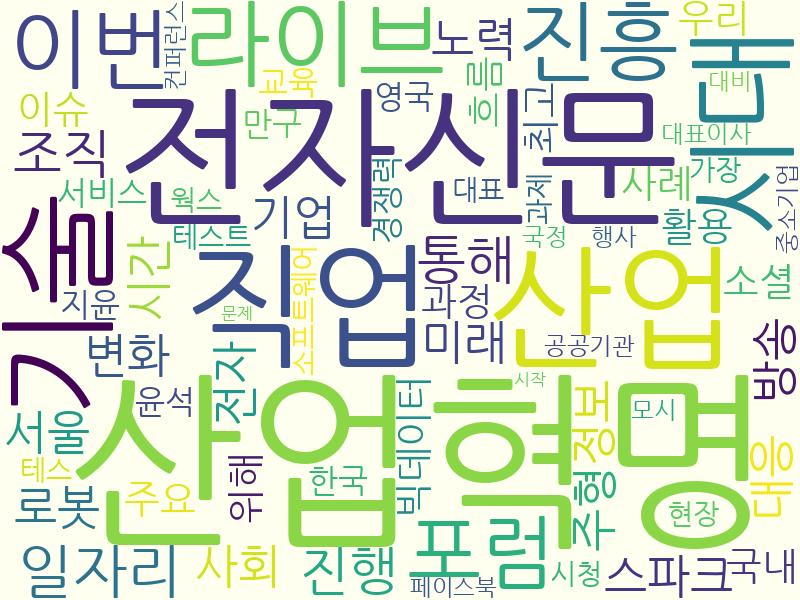 이번
컨퍼런스
라이브
노력
진흥
우리
시대
대비
이슈
교육
만구
영국
흐름
최고
대표이사
조직
전자신문
서비스
웍스
테스트
기업
경쟁력
대표
과제
사례
가장
중소기업
활용
국정
행사
기술
시간
직업
통해
산업
소셜
지윤
문제
소프트웨어
과정
미래
공공기관
변화
방송
윤석
전자
시작
산업혁명
모시
정보
서울
빅데이터
테스
주요
위해
한국
대응
현장
로봇
주형
일자리
사회
진행
포럼
페이스북
시청
스파크
국내